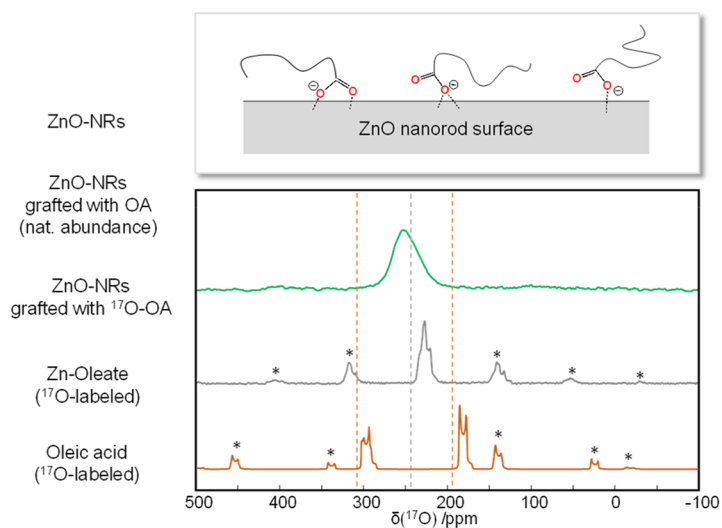 ZnO-NRs
O
O
O
O
O
O
ZnO nanorod surface
ZnO-NRs
grafted with OA
(nat. abundance)
ZnO-NRs
grafted with ¹⁷O-OA
Zn-Oleate
(¹⁷O-labeled)
* * * * *
Oleic acid
(¹⁷O-labeled)
* * * * *
500 400 300 200 100 0 -100
δ(¹⁷O) /ppm